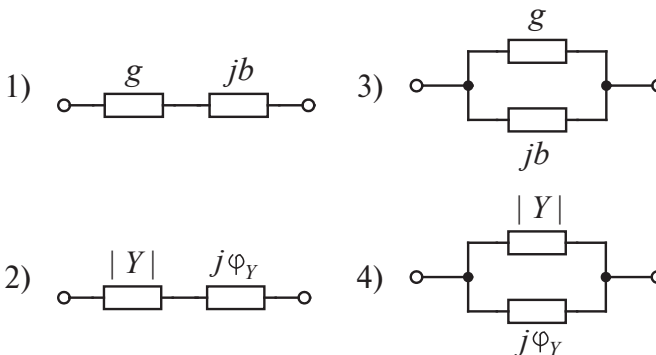 1) g jb
3) g
jb
2) | Y | jφ_Y
4) | Y |
jφ_Y